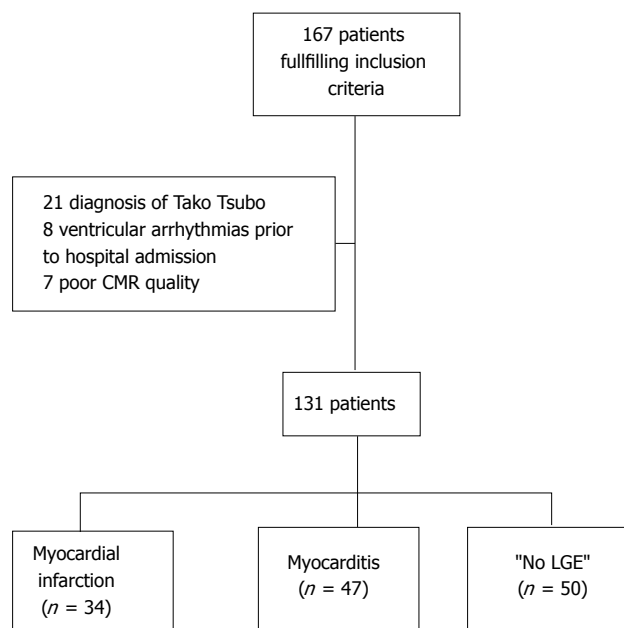 167 patients
fullfilling inclusion
criteria
21 diagnosis of Tako Tsubo
8 ventricular arrhythmias prior
to hospital admission
7 poor CMR quality
131 patients
Myocardial
infarction
(n = 34)
Myocarditis
(n = 47)
"No LGE"
(n = 50)